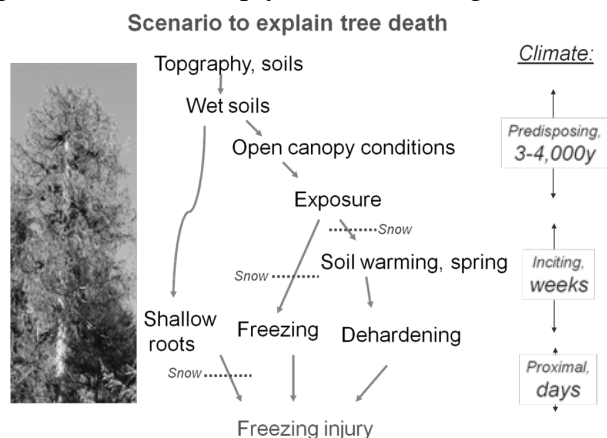 Scenario to explain tree death
Topgraphy, soils
Wet soils
Open canopy conditions
Exposure
Snow
Soil warming, spring
Snow
Shallow
roots
Freezing
Dehardening
Snow
Freezing injury
Climate:
Predisposing,
3-4,000y
Inciting,
weeks
Proximal,
days